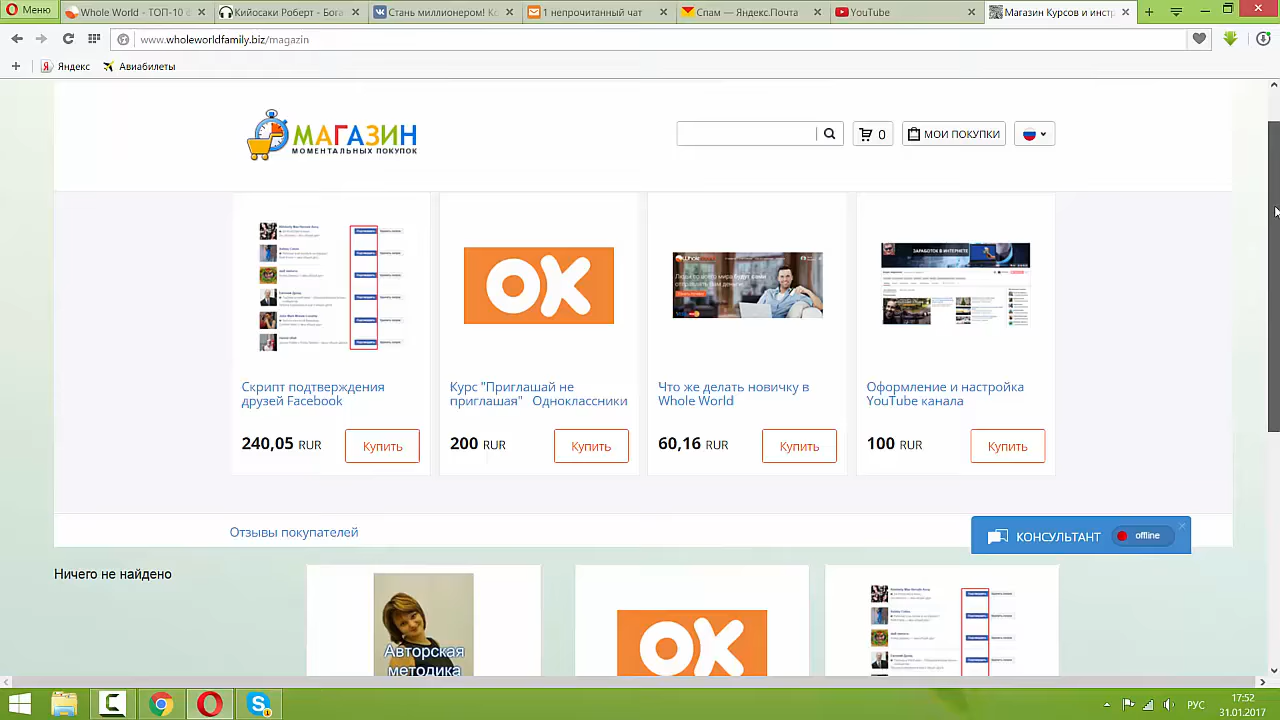 Меню
Whole World - ТОП-10
Кийосаки Роберт - Бог
Стань миллионером! К
1 непрочитанный чат
Спам — Яндекс.Почта
YouTube
Магазин Курсов и инстр
www.wholeworldfamily.biz/magazin
Яндекс
Авиабилеты
МАГАЗИН
МОМЕНТАЛЬНЫХ ПОКУПОК
0
МОИ ПОКУПКИ
ЗАРАБОТОК В ИНТЕРНЕТЕ
Скрипт подтверждения
друзей Facebook
240,05 RUR
Купить
Курс "Приглашай не
приглашая" Одноклассники
200 RUR
Купить
Что же делать новичку в
Whole World
60,16 RUR
Купить
Оформление и настройка
YouTube канала
100 RUR
Купить
Отзывы покупателей
КОНСУЛЬТАНТ
offline
Ничего не найдено
Авторская
методика
РУС
17:52
31.01.2017